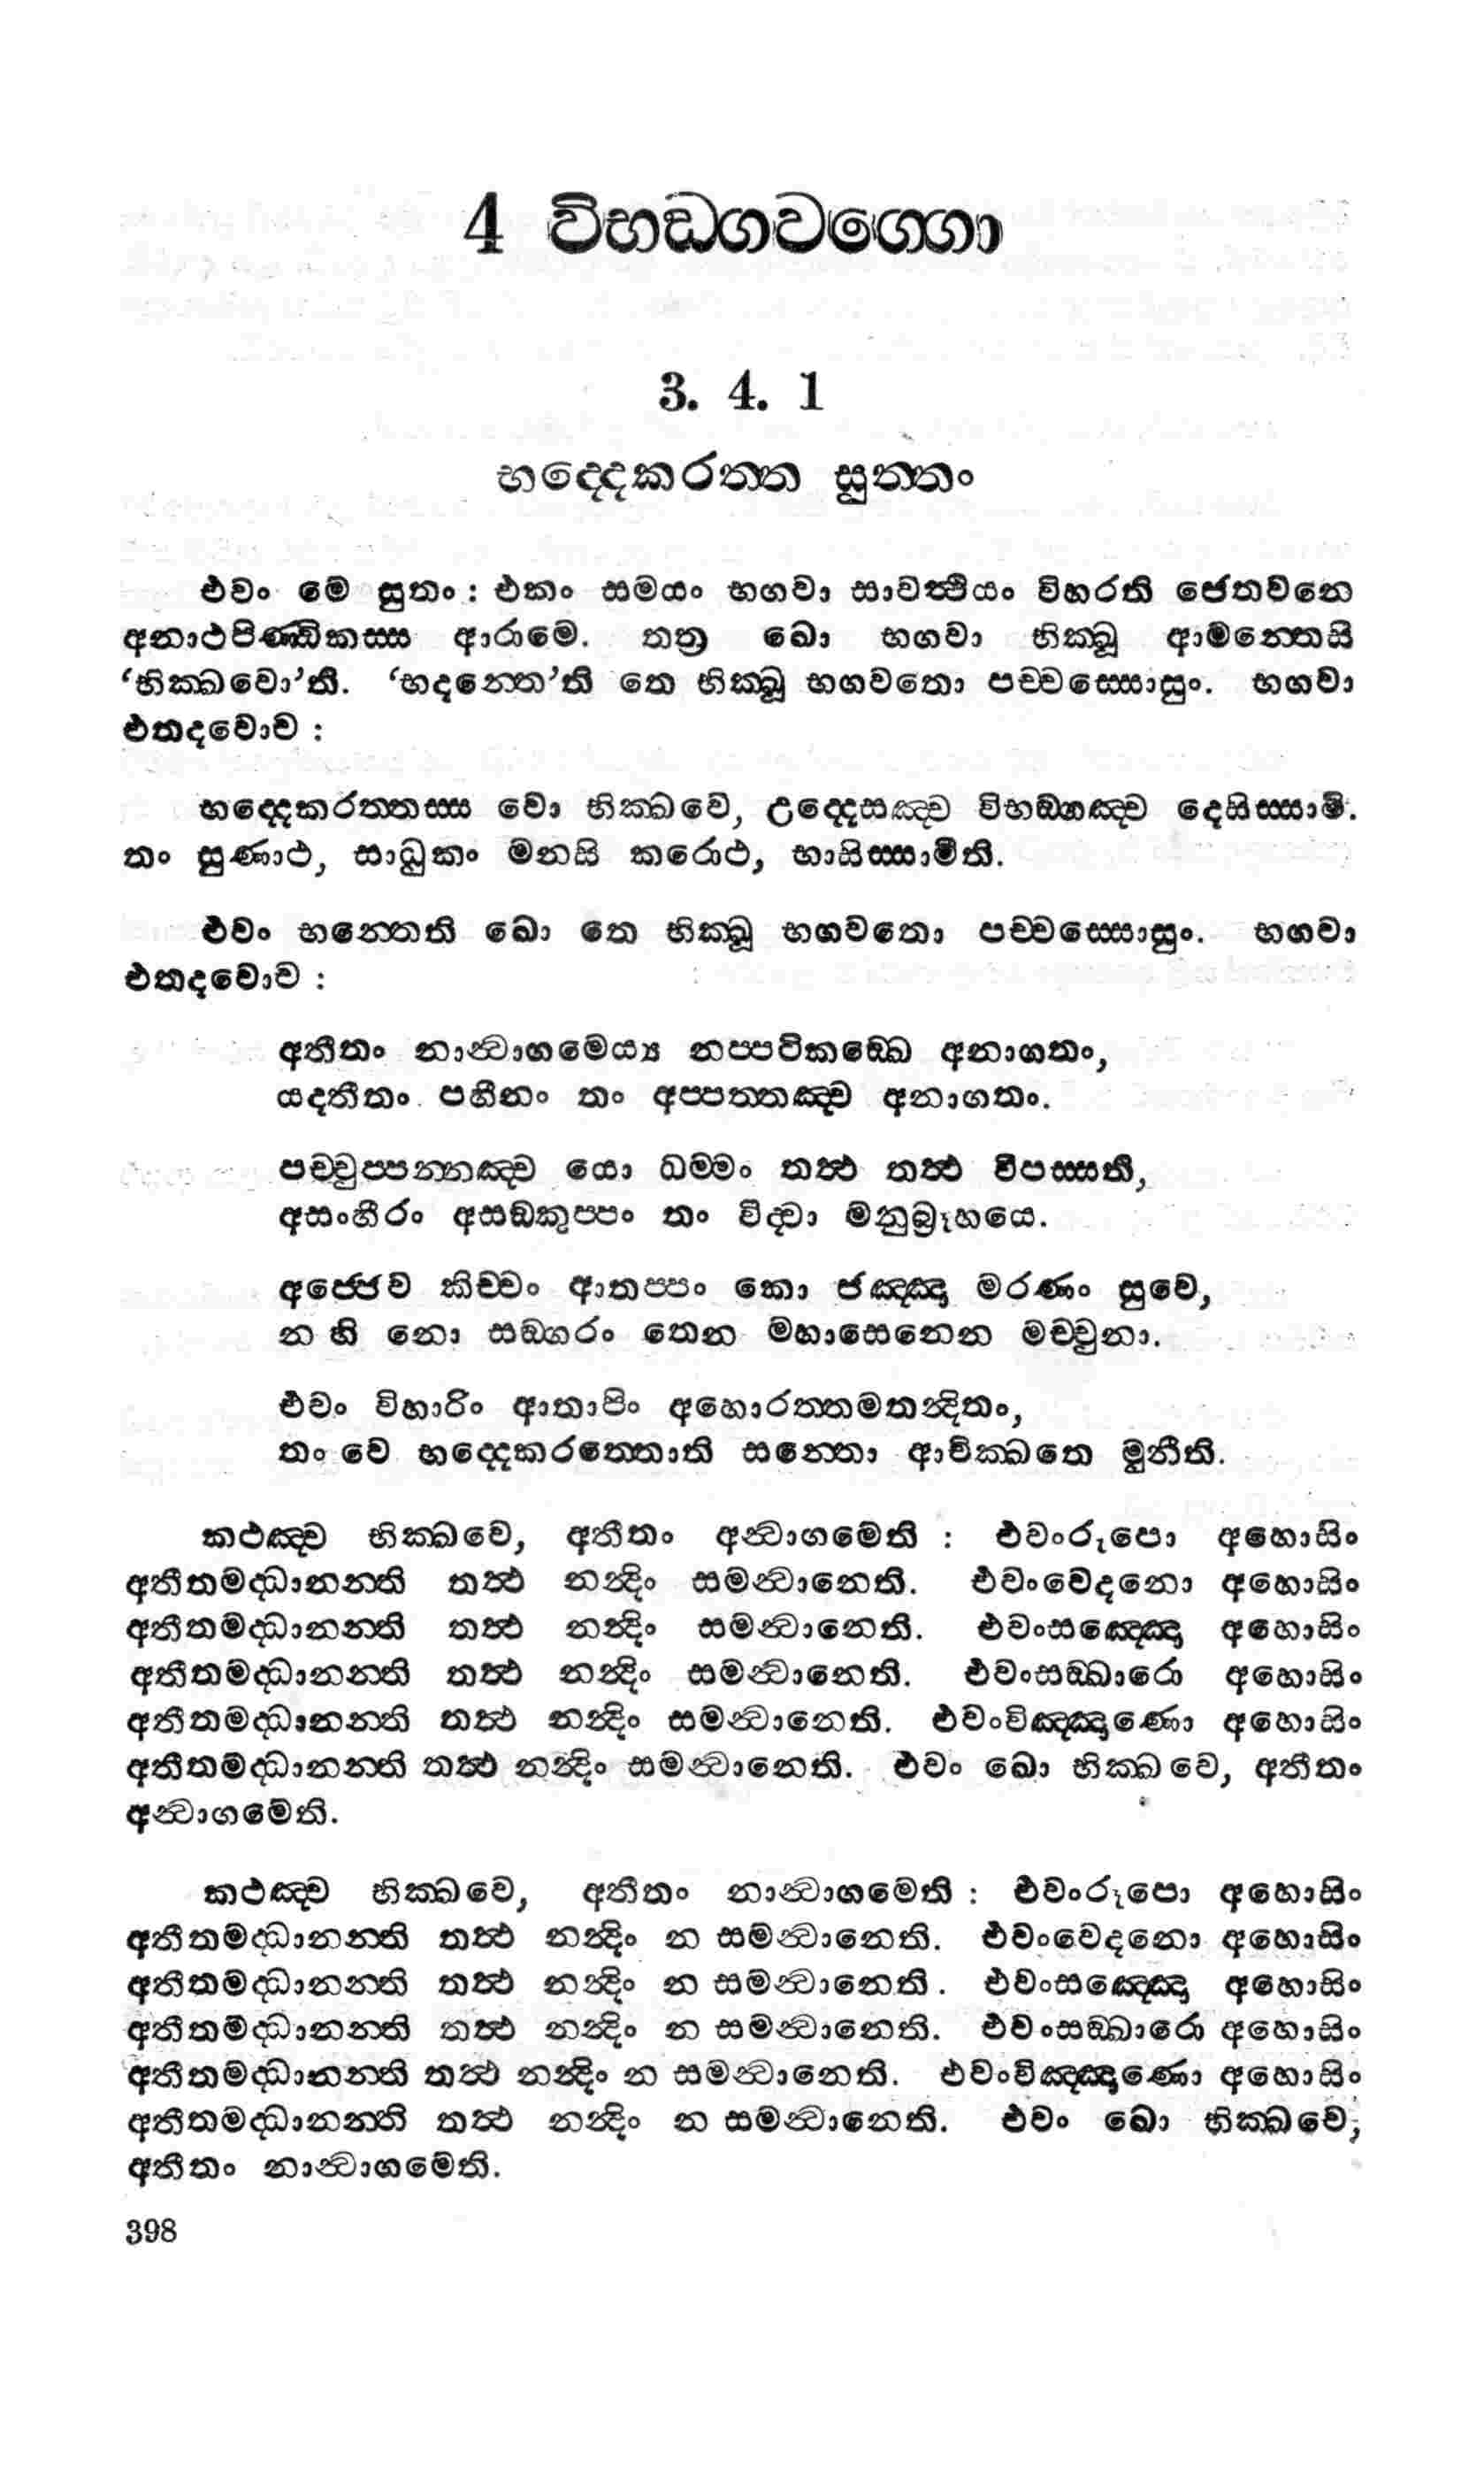 4 විභඞගවගෙගා
3. 4. 1
භදෙදකරතත සුතතං
එවං මෙ සුතං : එකං සමයං භගවා සාවත්‍ථියං විහරති ජෙතවනෙ
අනාථපිණ්ඩිකස්ස ආරාමෙ. තත්‍ර ඛො භගවා භික්ඛූ ආමන්තෙසි
‘භික්ඛවො’ති. ‘භදන්තෙ’ති තෙ භික්ඛූ භගවතො පච්චස්සොසුං. භගවා
එතදවොච :
භද්දෙකරත්තස්ස වො භික්ඛවෙ, උද්දෙසඤ්ච විභඞ්ගඤ්ච දෙසිස්සාමි.
තං සුණාථ, සාධුකං මනසි කරොථ, භාසිස්සාමීති.
එවං භන්තෙති ඛො තෙ භික්ඛූ භගවතො පච්චස්සොසුං. භගවා
එතදවොච :
අතීතං නාන්‍වාගමෙය්‍ය නප්පටිකඞ්ඛෙ අනාගතං,
යදතීතං පහීනං තං අප්පත්තඤ්ච අනාගතං.
පච්චුප්පන්නඤ්ච යො ධම්මං තත්‍ථ තත්‍ථ විපස්සති,
අසංහීරං අසඞ්කුප්පං තං විද්වා මනුබ්‍රූහයෙ.
අජ්ජෙව කිච්චං ආතප්පං කො ජඤ්ඤා මරණං සුවෙ,
න හි නො සඞ්ගරං තෙන මහාසෙනෙන මච්චුනා.
එවං විහාරිං ආතාපිං අහොරත්තමතන්‍දිතං,
තං වෙ භද්දෙකරත්තොති සන්තො ආචික්ඛතෙ මුනීති.
කථඤ්ච භික්ඛවෙ, අතීතං අන්‍වාගමෙති : එවංරූපො අහොසිං
අතීතමද්ධානන්ති තත්‍ථ නන්‍දිං සමන්‍වානෙති. එවංවෙදනො අහොසිං
අතීතමද්ධානන්ති තත්‍ථ නන්‍දිං සමන්‍වානෙති. එවංසඤ්ඤො අහොසිං
අතීතමද්ධානන්ති තත්‍ථ නන්‍දිං සමන්‍වානෙති. එවංසඞ්ඛාරො අහොසිං
අතීතමද්ධානන්ති තත්‍ථ නන්‍දිං සමන්‍වානෙති. එවංවිඤ්ඤාණො අහොසිං
අතීතමද්ධානන්ති තත්‍ථ නන්‍දිං සමන්‍වානෙති. එවං ඛො භික්ඛවෙ, අතීතං
අන්‍වාගමෙති.
කථඤ්ච භික්ඛවෙ, අතීතං නාන්‍වාගමෙති : එවංරූපො අහොසිං
අතීතමද්ධානන්ති තත්‍ථ නන්‍දිං න සමන්‍වානෙති. එවංවෙදනො අහොසිං
අතීතමද්ධානන්ති තත්‍ථ නන්‍දිං න සමන්‍වානෙති. එවංසඤ්ඤො අහොසිං
අතීතමද්ධානන්ති තත්‍ථ නන්‍දිං න සමන්‍වානෙති. එවංසඞ්ඛාරො අහොසිං
අතීතමද්ධානන්ති තත්‍ථ නන්‍දිං න සමන්‍වානෙති. එවංවිඤ්ඤාණො අහොසිං
අතීතමද්ධානන්ති තත්‍ථ නන්‍දිං න සමන්‍වානෙති. එවං ඛො භික්ඛවෙ,
අතීතං නාන්‍වාගමෙති.
398